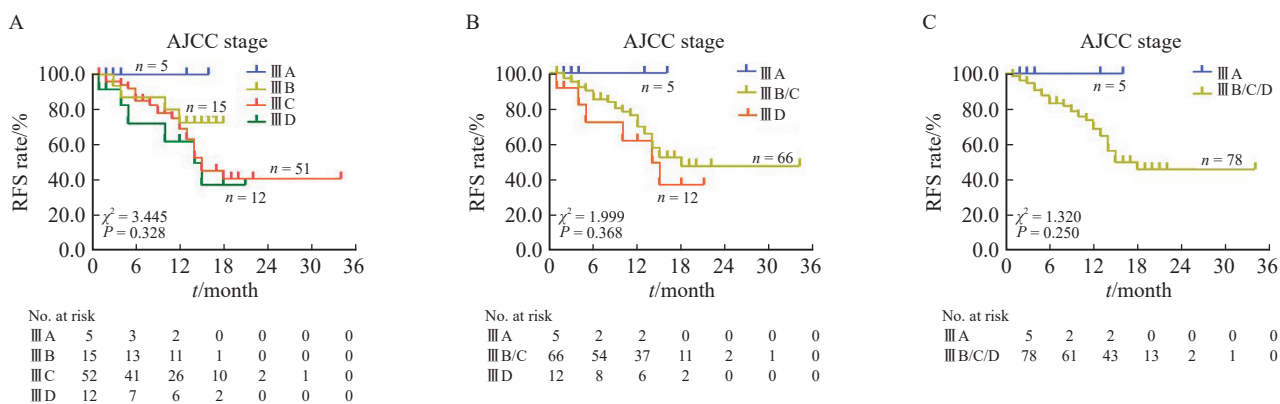 A
AJCC stage
100.0
80.0
60.0
40.0
20.0
0.0
RFS rate/%
n = 5
n = 15
n = 51
n = 12
ⅢA
ⅢB
ⅢC
ⅢD
χ² = 3.445
P = 0.328
0 6 12 18 24 30 36
t/month
No. at risk
ⅢA 5 3 2 0 0 0 0
ⅢB 15 13 11 1 0 0 0
ⅢC 52 41 26 10 2 1 0
ⅢD 12 7 6 2 0 0 0
B
AJCC stage
100.0
80.0
60.0
40.0
20.0
0.0
RFS rate/%
5
n = 66
n = 12
ⅢA
ⅢB/C
ⅢD
χ² = 1.999
P = 0.368
0 6 12 18 24 30 36
t/month
No. at risk
ⅢA 5 2 2 0 0 0 0
ⅢB/C 66 54 37 11 2 1 0
ⅢD 12 8 6 2 0 0 0
C
AJCC stage
100.0
80.0
60.0
40.0
20.0
0.0
RFS rate/%
n = 5
n = 78
ⅢA
ⅢB/C/D
χ² = 1.320
P = 0.250
0 6 12 18 24 30 36
t/month
No. at risk
ⅢA 5 2 2 0 0 0 0
ⅢB/C/D 78 61 43 13 2 1 0